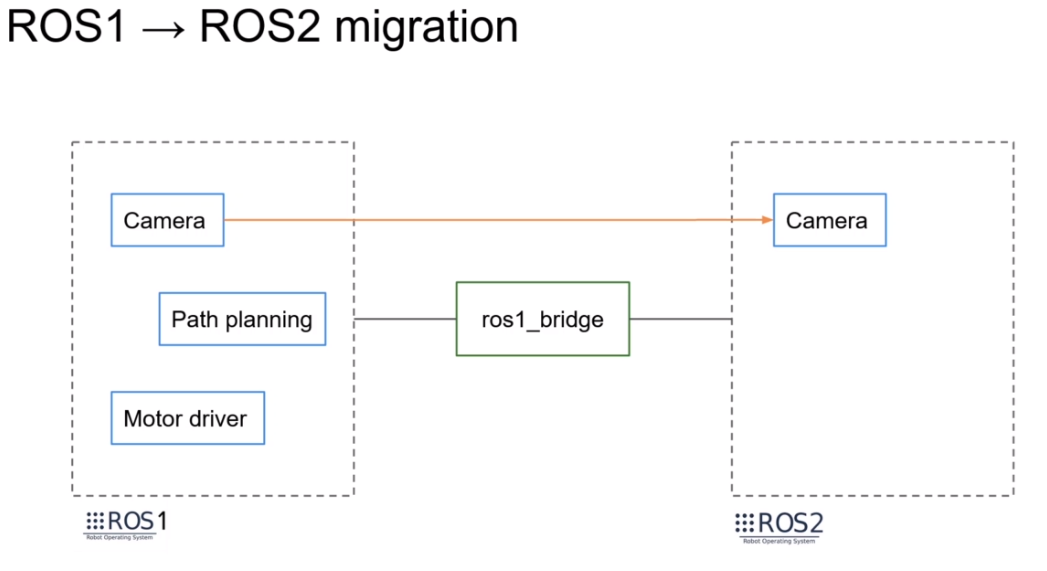 ROS1 → ROS2 migration
Camera
Camera
Path planning
ros1_bridge
Motor driver
ROS1
Robot Operating System
ROS2
Robot Operating System